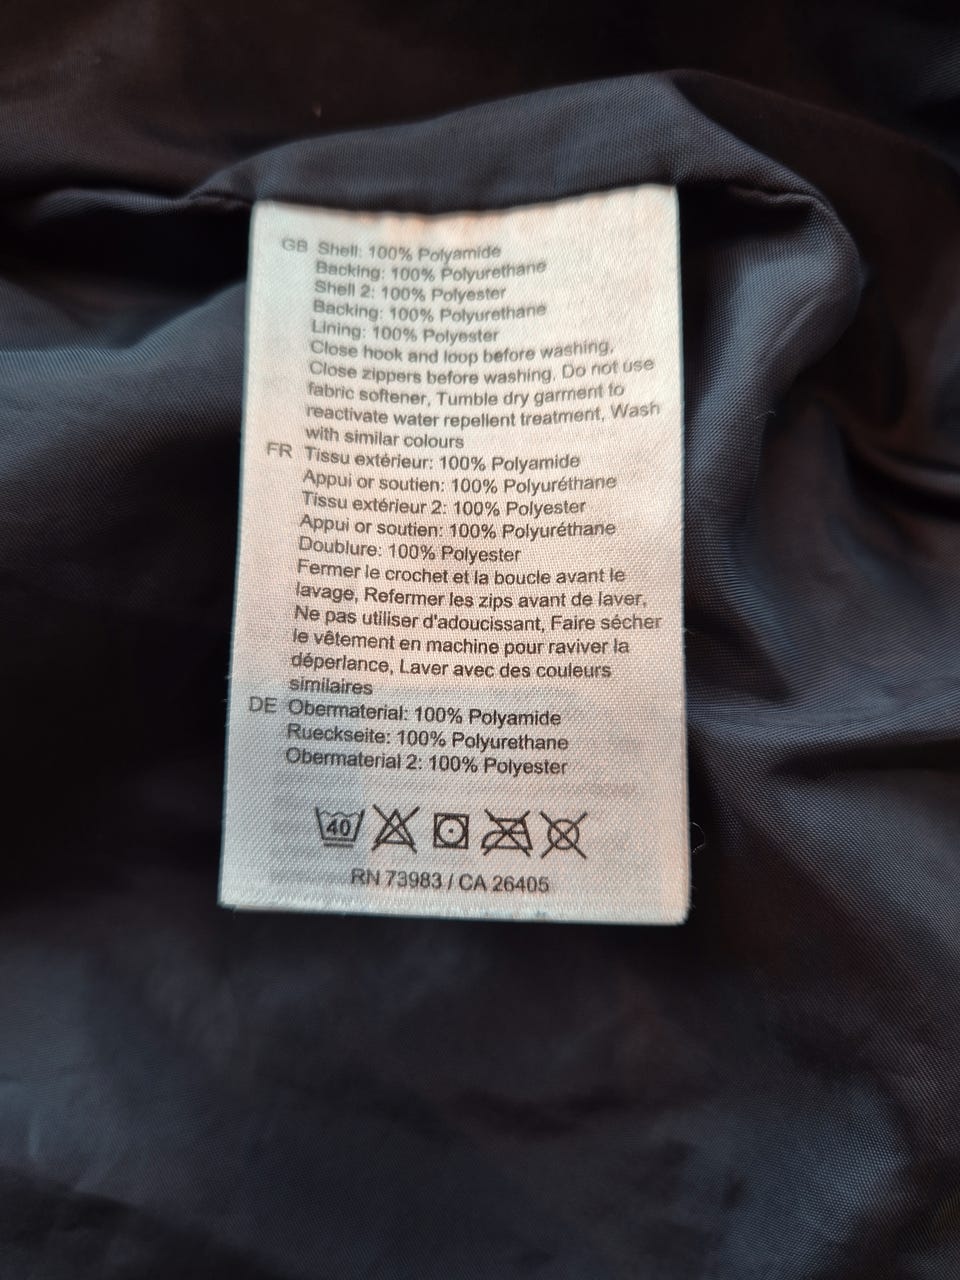 GB Shell: 100% Polyamide
Backing: 100% Polyurethane
Shell 2: 100% Polyester
Backing: 100% Polyurethane
Lining: 100% Polyester
Close hook and loop before washing,
Close zippers before washing, Do not use
fabric softener, Tumble dry garment to
reactivate water repellent treatment, Wash
with similar colours
FR Tissu extérieur: 100% Polyamide
Appui or soutien: 100% Polyuréthane
Tissu extérieur 2: 100% Polyester
Appui or soutien: 100% Polyuréthane
Doublure: 100% Polyester
Fermer le crochet et la boucle avant le
lavage, Refermer les zips avant de laver,
Ne pas utiliser d'adoucissant, Faire sécher
le vêtement en machine pour raviver la
déperlance, Laver avec des couleurs
similaires
DE Obermaterial: 100% Polyamide
Rueckseite: 100% Polyurethane
Obermaterial 2: 100% Polyester
40
RN 73983 / CA 26405